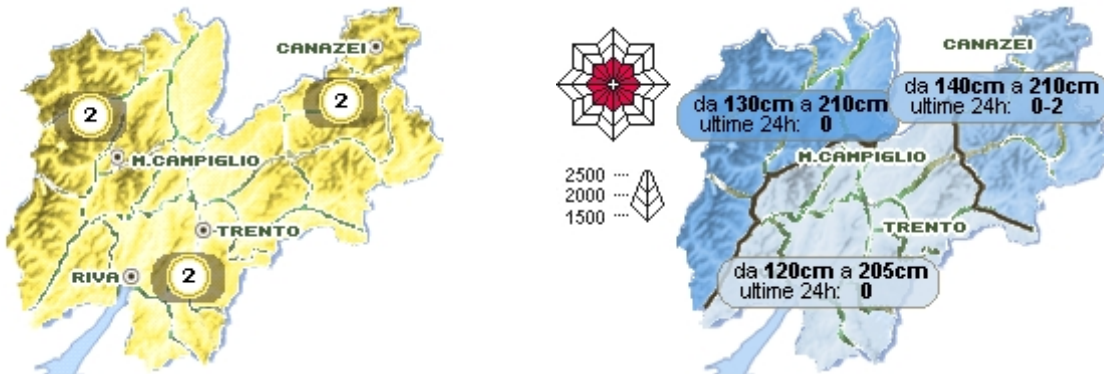 CANAZEI
2
2
M.CAMPIGLIO
TRENTO
RIVA
2
CANAZEI
da 140cm a 210cm
ultime 24h: 0-2
da 130cm a 210cm
ultime 24h: 0
M.CAMPIGLIO
2500
2000
1500
TRENTO
da 120cm a 205cm
ultime 24h: 0